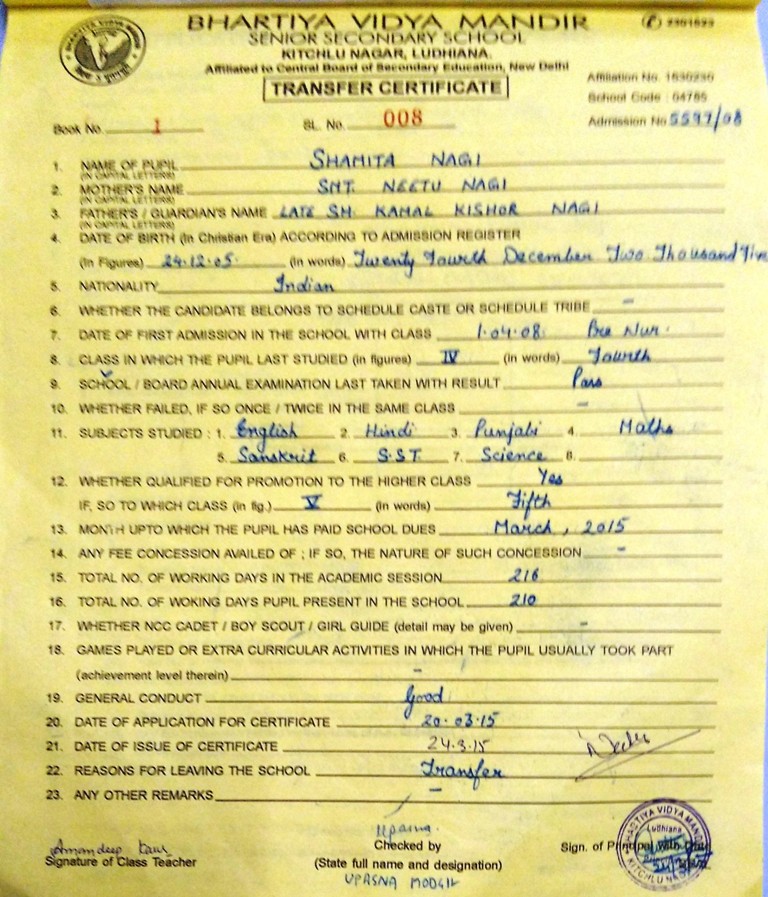 BHARTIYA VIDYA MANDIR
SENIOR SECONDARY SCHOOL
KITCHLU NAGAR, LUDHIANA.
Affiliated to Central Board of Secondary Education, New Delhi
TRANSFER CERTIFICATE
Affiliation No. 1630230
School Code : 04785
Book No. 1 SL. No. 008 Admission No 5597/08
1. NAME OF PUPIL SHAMITA NAGI
(IN CAPITAL LETTERS)
2. MOTHER'S NAME SMT. NEETU NAGI
(IN CAPITAL LETTERS)
3. FATHER'S / GUARDIAN'S NAME LATE SH. KAMAL KISHOR NAGI
(IN CAPITAL LETTERS)
4. DATE OF BIRTH (In Christian Era) ACCORDING TO ADMISSION REGISTER
(In Figures) 24.12.05. (In words) Twenty Fourth December Two Thousand Five
5. NATIONALITY Indian
6. WHETHER THE CANDIDATE BELONGS TO SCHEDULE CASTE OR SCHEDULE TRIBE -
7. DATE OF FIRST ADMISSION IN THE SCHOOL WITH CLASS 1.04.08. Pre Nur.
8. CLASS IN WHICH THE PUPIL LAST STUDIED (in figures) IV (in words) Fourth
9. SCHOOL / BOARD ANNUAL EXAMINATION LAST TAKEN WITH RESULT Pass
10. WHETHER FAILED, IF SO ONCE / TWICE IN THE SAME CLASS -
11. SUBJECTS STUDIED : 1. English 2. Hindi 3. Punjabi 4. Maths
5. Sanskrit 6. S.ST. 7. Science 8.
12. WHETHER QUALIFIED FOR PROMOTION TO THE HIGHER CLASS Yes
IF, SO TO WHICH CLASS (in fig.) V (in words) Fifth
13. MONTH UPTO WHICH THE PUPIL HAS PAID SCHOOL DUES March, 2015
14. ANY FEE CONCESSION AVAILED OF ; IF SO, THE NATURE OF SUCH CONCESSION -
15. TOTAL NO. OF WORKING DAYS IN THE ACADEMIC SESSION 216
16. TOTAL NO. OF WOKING DAYS PUPIL PRESENT IN THE SCHOOL 210
17. WHETHER NCC CADET / BOY SCOUT / GIRL GUIDE (detail may be given) -
18. GAMES PLAYED OR EXTRA CURRICULAR ACTIVITIES IN WHICH THE PUPIL USUALLY TOOK PART
(achievement level therein) -
19. GENERAL CONDUCT Good
20. DATE OF APPLICATION FOR CERTIFICATE 20.03.15
21. DATE OF ISSUE OF CERTIFICATE 24.3.15
22. REASONS FOR LEAVING THE SCHOOL Transfer
23. ANY OTHER REMARKS -
Amandeep Kaur Upasna
Signature of Class Teacher Checked by Sign. of Principal with Date
(State full name and designation)
UPASNA MODGIL
BHARTIYA VIDYA MANDIR
Ludhiana
KITCHLU NAGAR